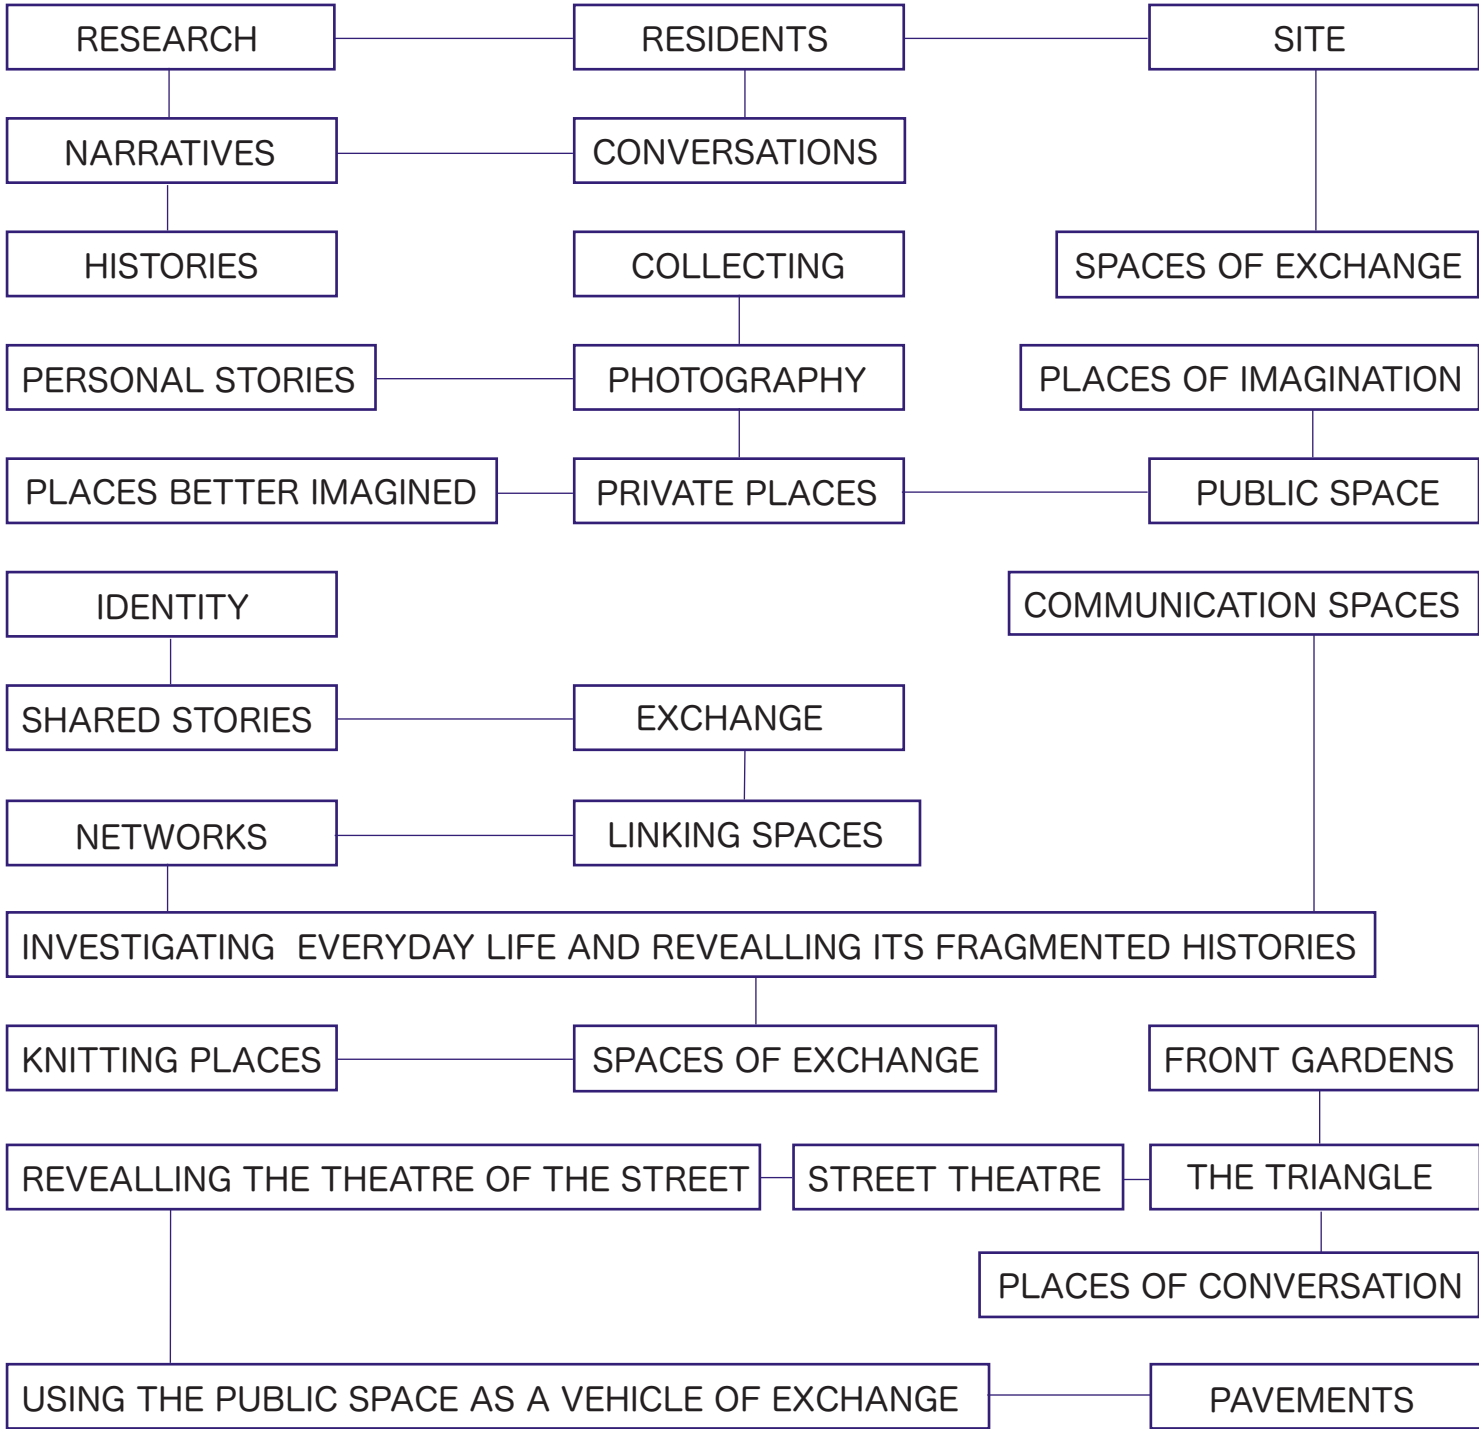 RESEARCH
RESIDENTS
SITE
NARRATIVES
CONVERSATIONS
HISTORIES
COLLECTING
SPACES OF EXCHANGE
PERSONAL STORIES
PHOTOGRAPHY
PLACES OF IMAGINATION
PLACES BETTER IMAGINED
PRIVATE PLACES
PUBLIC SPACE
IDENTITY
COMMUNICATION SPACES
SHARED STORIES
EXCHANGE
NETWORKS
LINKING SPACES
INVESTIGATING  EVERYDAY LIFE AND REVEALLING ITS FRAGMENTED HISTORIES
KNITTING PLACES
SPACES OF EXCHANGE
FRONT GARDENS
REVEALLING THE THEATRE OF THE STREET
STREET THEATRE
THE TRIANGLE
PLACES OF CONVERSATION
USING THE PUBLIC SPACE AS A VEHICLE OF EXCHANGE
PAVEMENTS